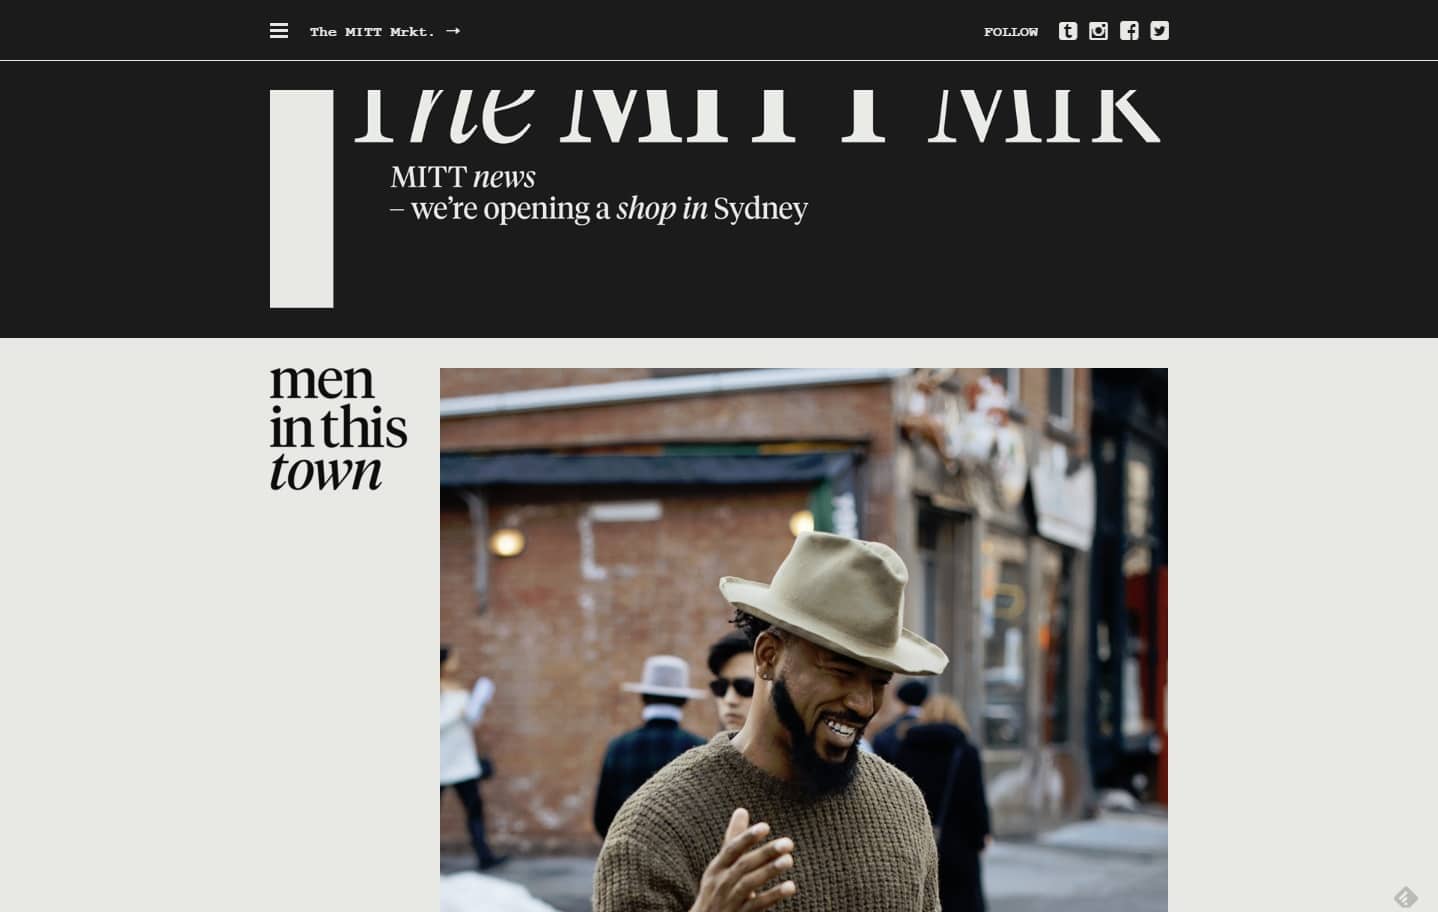 The MITT Mrkt. →
FOLLOW
The MITT Mrk
MITT news
– we're opening a shop in Sydney
men
in this
town